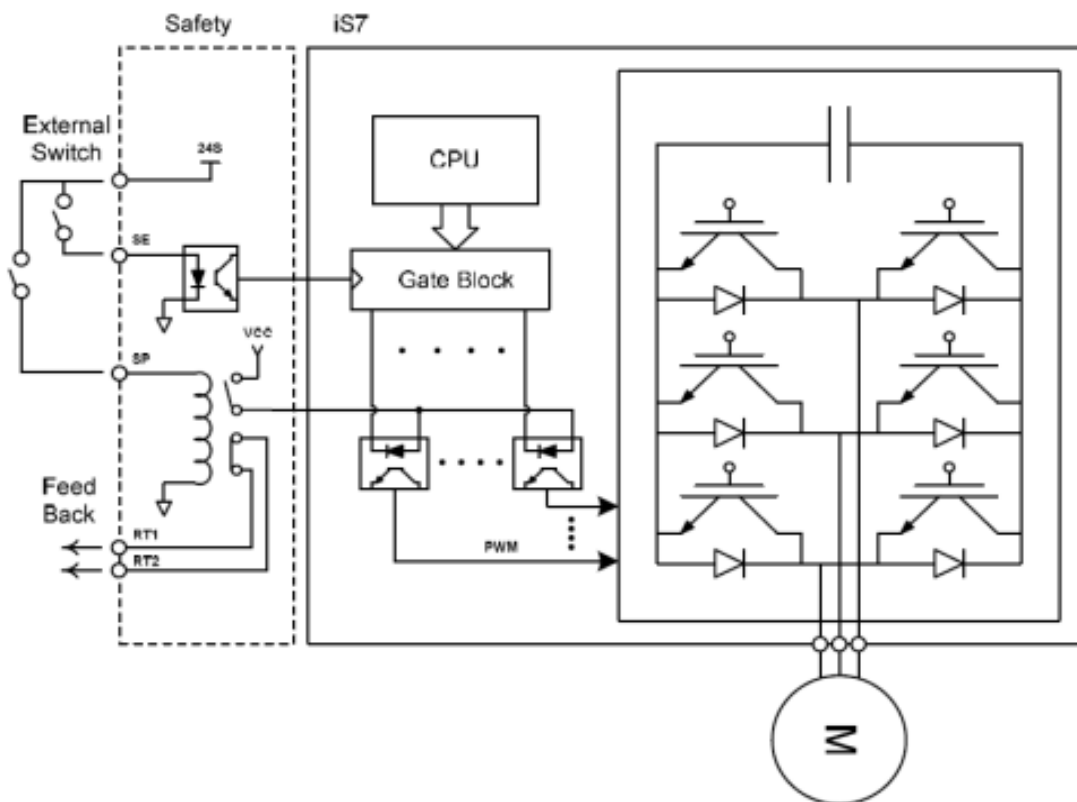 Safety
iS7
External
Switch
24S
CPU
SE
Gate Block
vcc
SP
Feed
Back
RT1
RT2
PWM
M